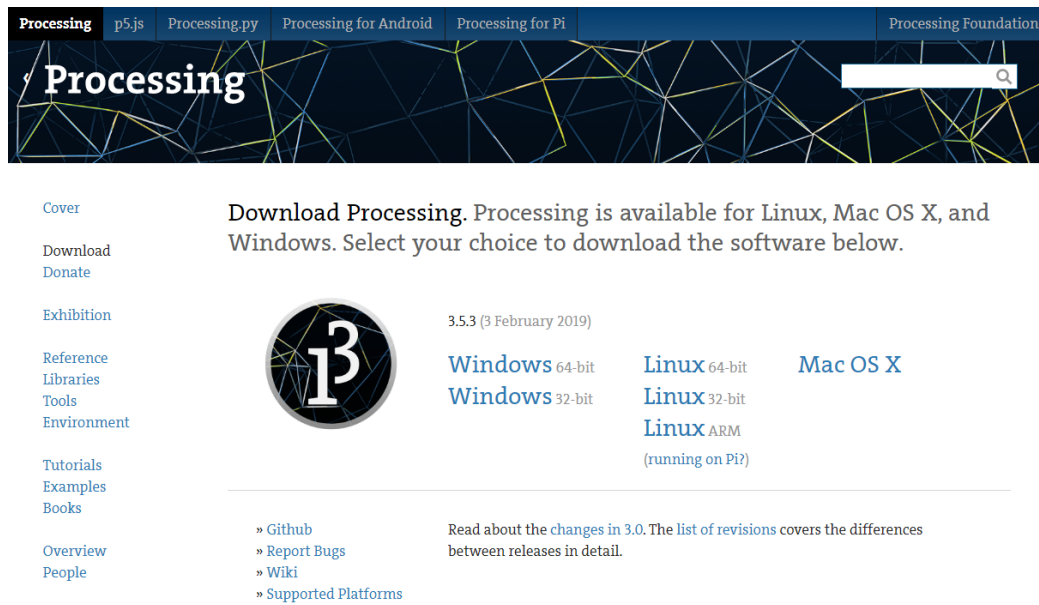 Processing p5.js Processing.py Processing for Android Processing for Pi Processing Foundation
Processing
Cover
Download
Donate
Exhibition
Reference
Libraries
Tools
Environment
Tutorials
Examples
Books
Overview
People
Download Processing. Processing is available for Linux, Mac OS X, and
Windows. Select your choice to download the software below.
3
3.5.3 (3 February 2019)
Windows 64-bit
Windows 32-bit
Linux 64-bit
Linux 32-bit
Linux ARM
(running on Pi?)
Mac OS X
» Github
» Report Bugs
» Wiki
» Supported Platforms
Read about the changes in 3.0. The list of revisions covers the differences
between releases in detail.